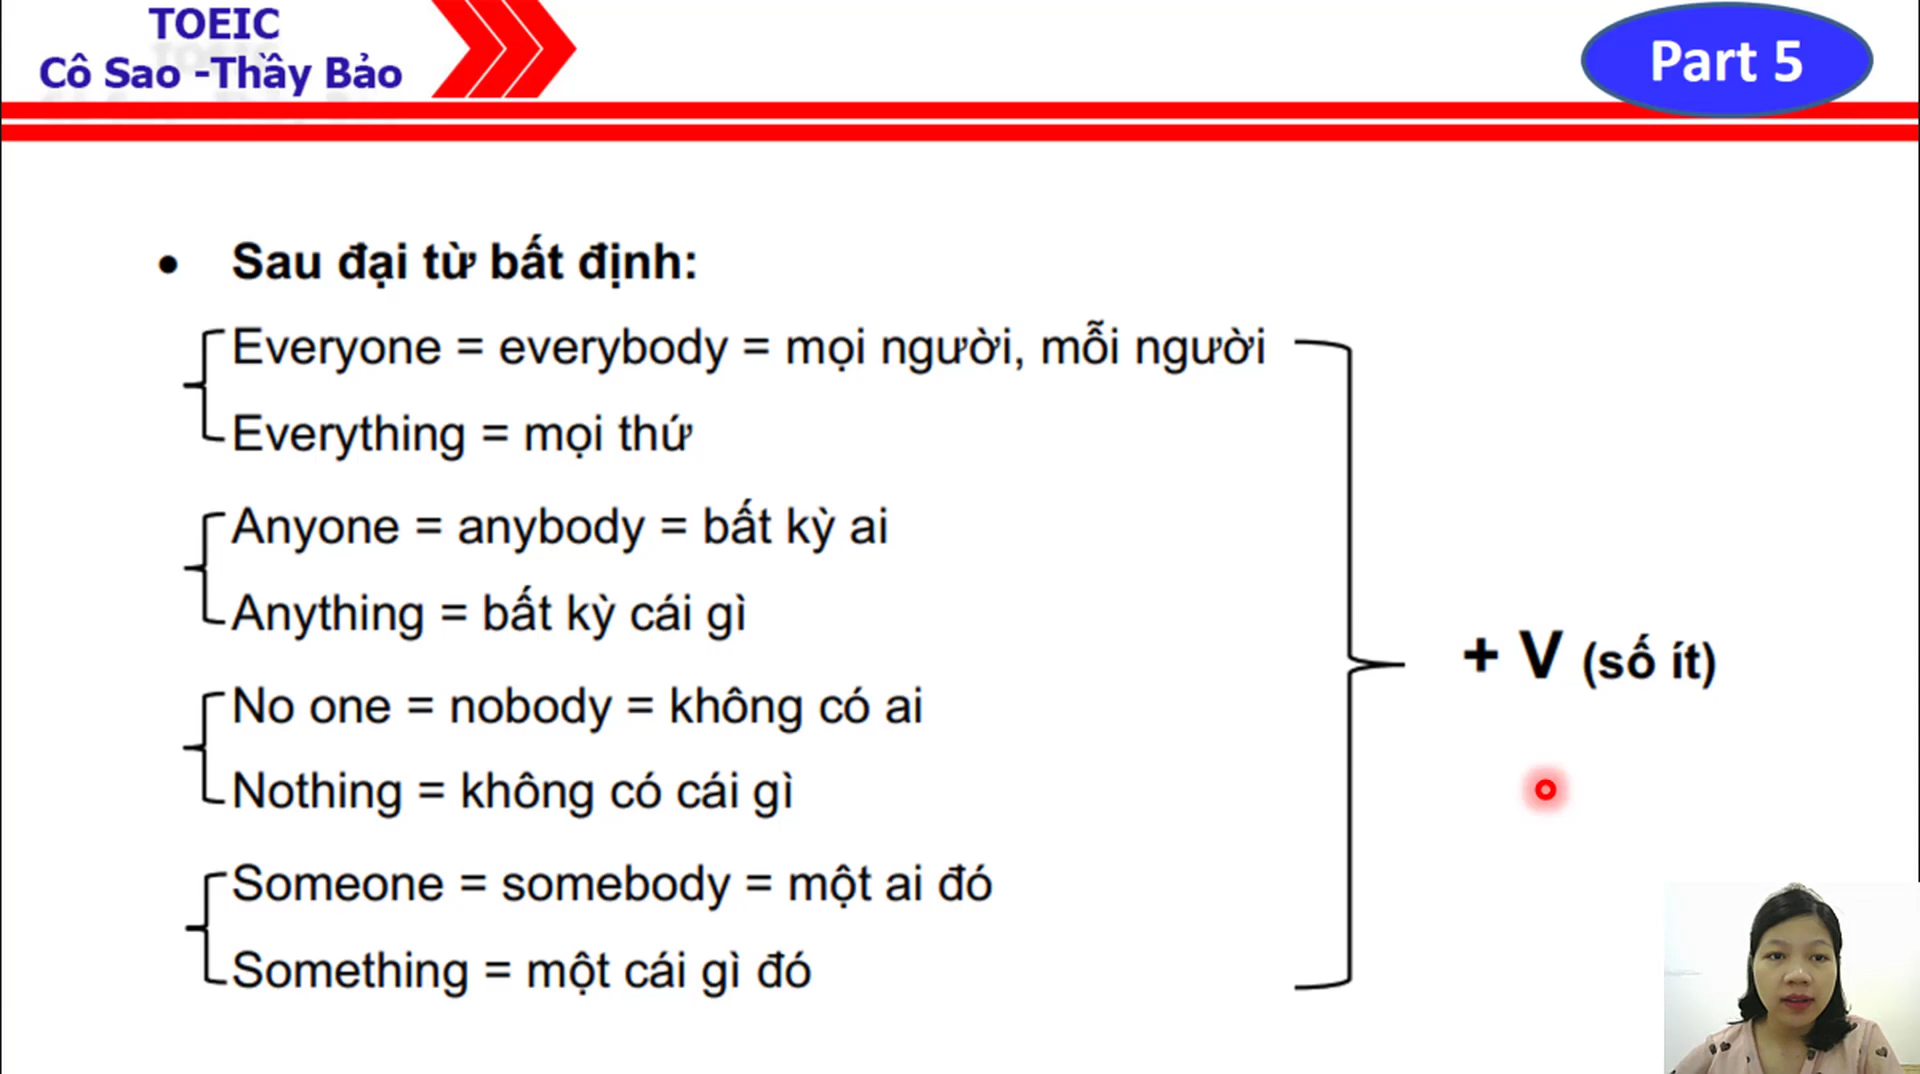 TOEIC
Cô Sao -Thầy Bảo
Part 5
• Sau đại từ bất định:
Everyone = everybody = mọi người, mỗi người
Everything = mọi thứ
Anyone = anybody = bất kỳ ai
Anything = bất kỳ cái gì
No one = nobody = không có ai
Nothing = không có cái gì
Someone = somebody = một ai đó
Something = một cái gì đó
+ V (số ít)